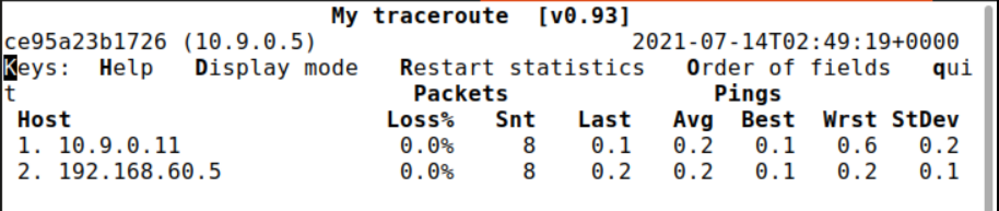 My traceroute  [v0.93]
ce95a23b1726 (10.9.0.5)                        2021-07-14T02:49:19+0000
Keys:  Help   Display mode   Restart statistics   Order of fields   qui
t                             Packets               Pings
 Host                       Loss%   Snt   Last   Avg  Best  Wrst StDev
 1. 10.9.0.11                0.0%     8    0.1   0.2   0.1   0.6   0.2
 2. 192.168.60.5             0.0%     8    0.2   0.2   0.1   0.2   0.1